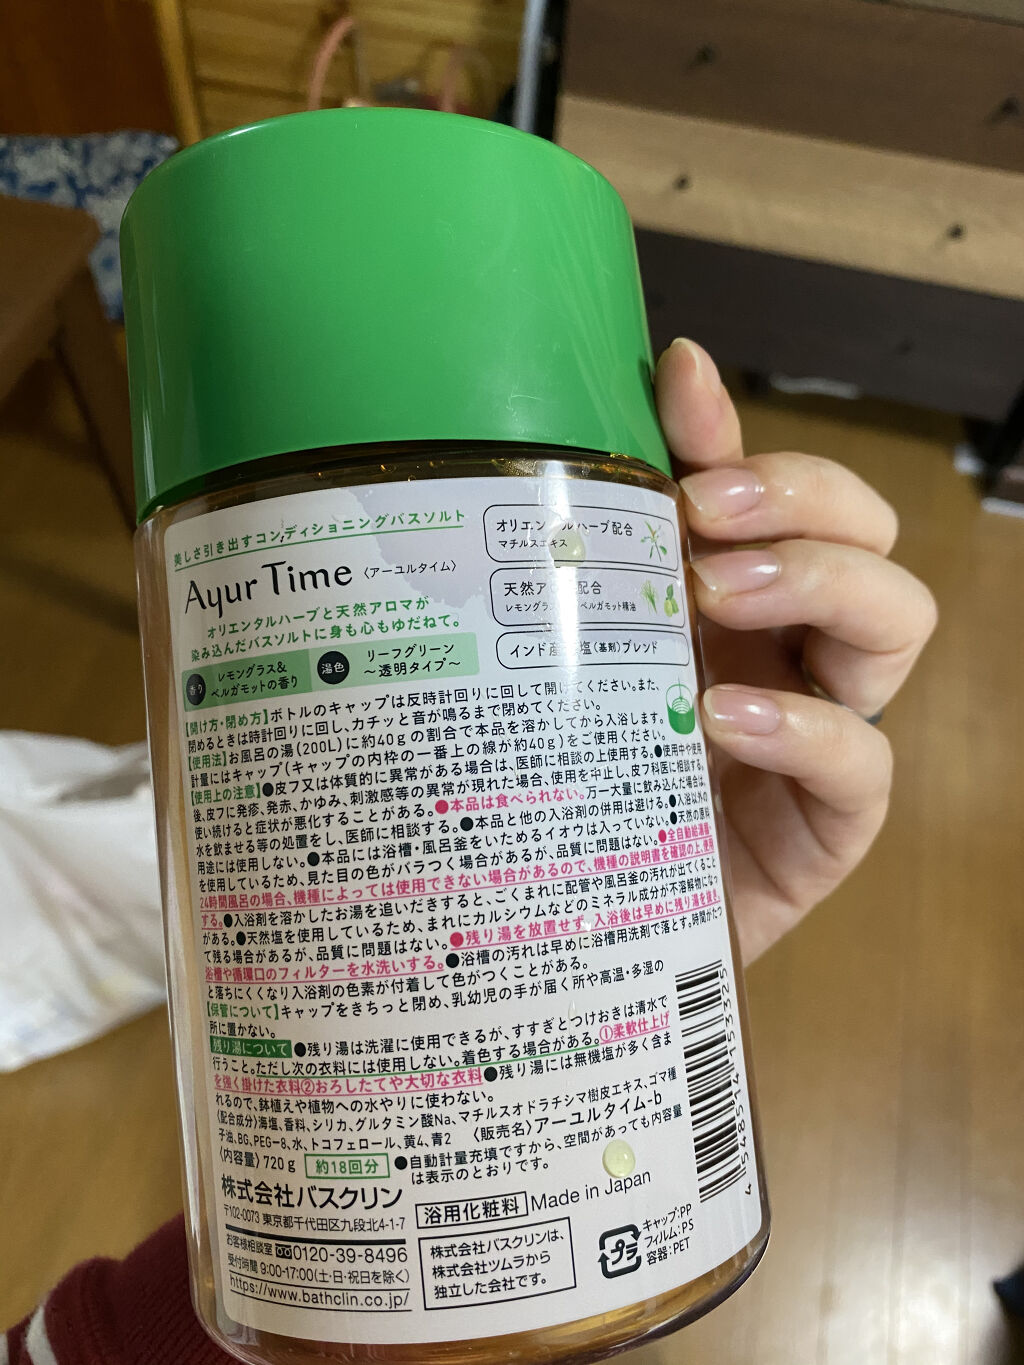 美しさ引き出すコンディショニングバスソルト
Ayur Time 〈アーユルタイム〉
オリエンタルハーブと天然アロマが
染み込んだバスソルトに身も心もゆだねて。
香り レモングラス&
ベルガモットの香り
湯色 リーフグリーン
〜透明タイプ〜
オリエンタルハーブ配合
マチルスエキス
天然アロ 配合
レモングラス ベルガモット精油
インド産 塩(基剤)ブレンド
【開け方・閉め方】ボトルのキャップは反時計回りに回して開けてください。また、
閉めるときは時計回りに回し、カチッと音が鳴るまで閉めてください。
【使用法】お風呂の湯(200L)に約40gの割合で本品を溶かしてから入浴します。
計量にはキャップ(キャップの内枠の一番上の線が約40g)をご使用ください。
【使用上の注意】●皮フ又は体質的に異常がある場合は、医師に相談の上使用する。●使用中や使用
後、皮フに発疹、発赤、かゆみ、刺激感等の異常が現れた場合、使用を中止し、皮フ科医に相談する。
使い続けると症状が悪化することがある。●本品は食べられない。万一大量に飲み込んだ場合は、
水を飲ませる等の処置をし、医師に相談する。●本品と他の入浴剤の併用は避ける。●入浴以外の
用途には使用しない。●本品には浴槽・風呂釜をいためるイオウは入っていない。●天然の原料
を使用しているため、見た目の色がバラつく場合があるが、品質に問題はない。●全自動給湯器・
24時間風呂の場合、機種によっては使用できない場合があるので、機種の説明書を確認の上、使用
する。●入浴剤を溶かしたお湯を追いだきすると、ごくまれに配管や風呂釜の汚れが出てくること
がある。●天然塩を使用しているため、まれにカルシウムなどのミネラル成分が不溶解物になっ
て残る場合があるが、品質に問題はない。●残り湯を放置せず、入浴後は早めに残り湯を抜き、
浴槽や循環口のフィルターを水洗いする。●浴槽の汚れは早めに浴槽用洗剤で落とす。時間がたつ
と落ちにくくなり入浴剤の色素が付着して色がつくことがある。
【保管について】キャップをきちっと閉め、乳幼児の手が届く所や高温・多湿の
所に置かない。
残り湯について ●残り湯は洗濯に使用できるが、すすぎとつけおきは清水で
行うこと。ただし次の衣料には使用しない。着色する場合がある。①柔軟仕上げ
を強く掛けた衣料②おろしたてや大切な衣料●残り湯には無機塩が多く含ま
れるので、鉢植えや植物への水やりに使わない。
〈配合成分〉海塩、香料、シリカ、グルタミン酸Na、マチルスオドラチシマ樹皮エキス、ゴマ種
子油、BG、PEG-8、水、トコフェロール、黄4、青2 〈販売名〉アーユルタイム-b
〈内容量〉720g 約18回分 ●自動計量充填ですから、空間があっても内容量
は表示のとおりです。
株式会社バスクリン
〒102-0073 東京都千代田区九段北4-1-7
お客様相談室 0120-39-8496
受付時間 9:00-17:00(土・日・祝日を除く)
https://www.bathclin.co.jp/
浴用化粧料 Made in Japan
株式会社バスクリンは、
株式会社ツムラから
独立した会社です。
プラ
キャップ:PP
フィルム:PS
容器:PET
4 548514 153325